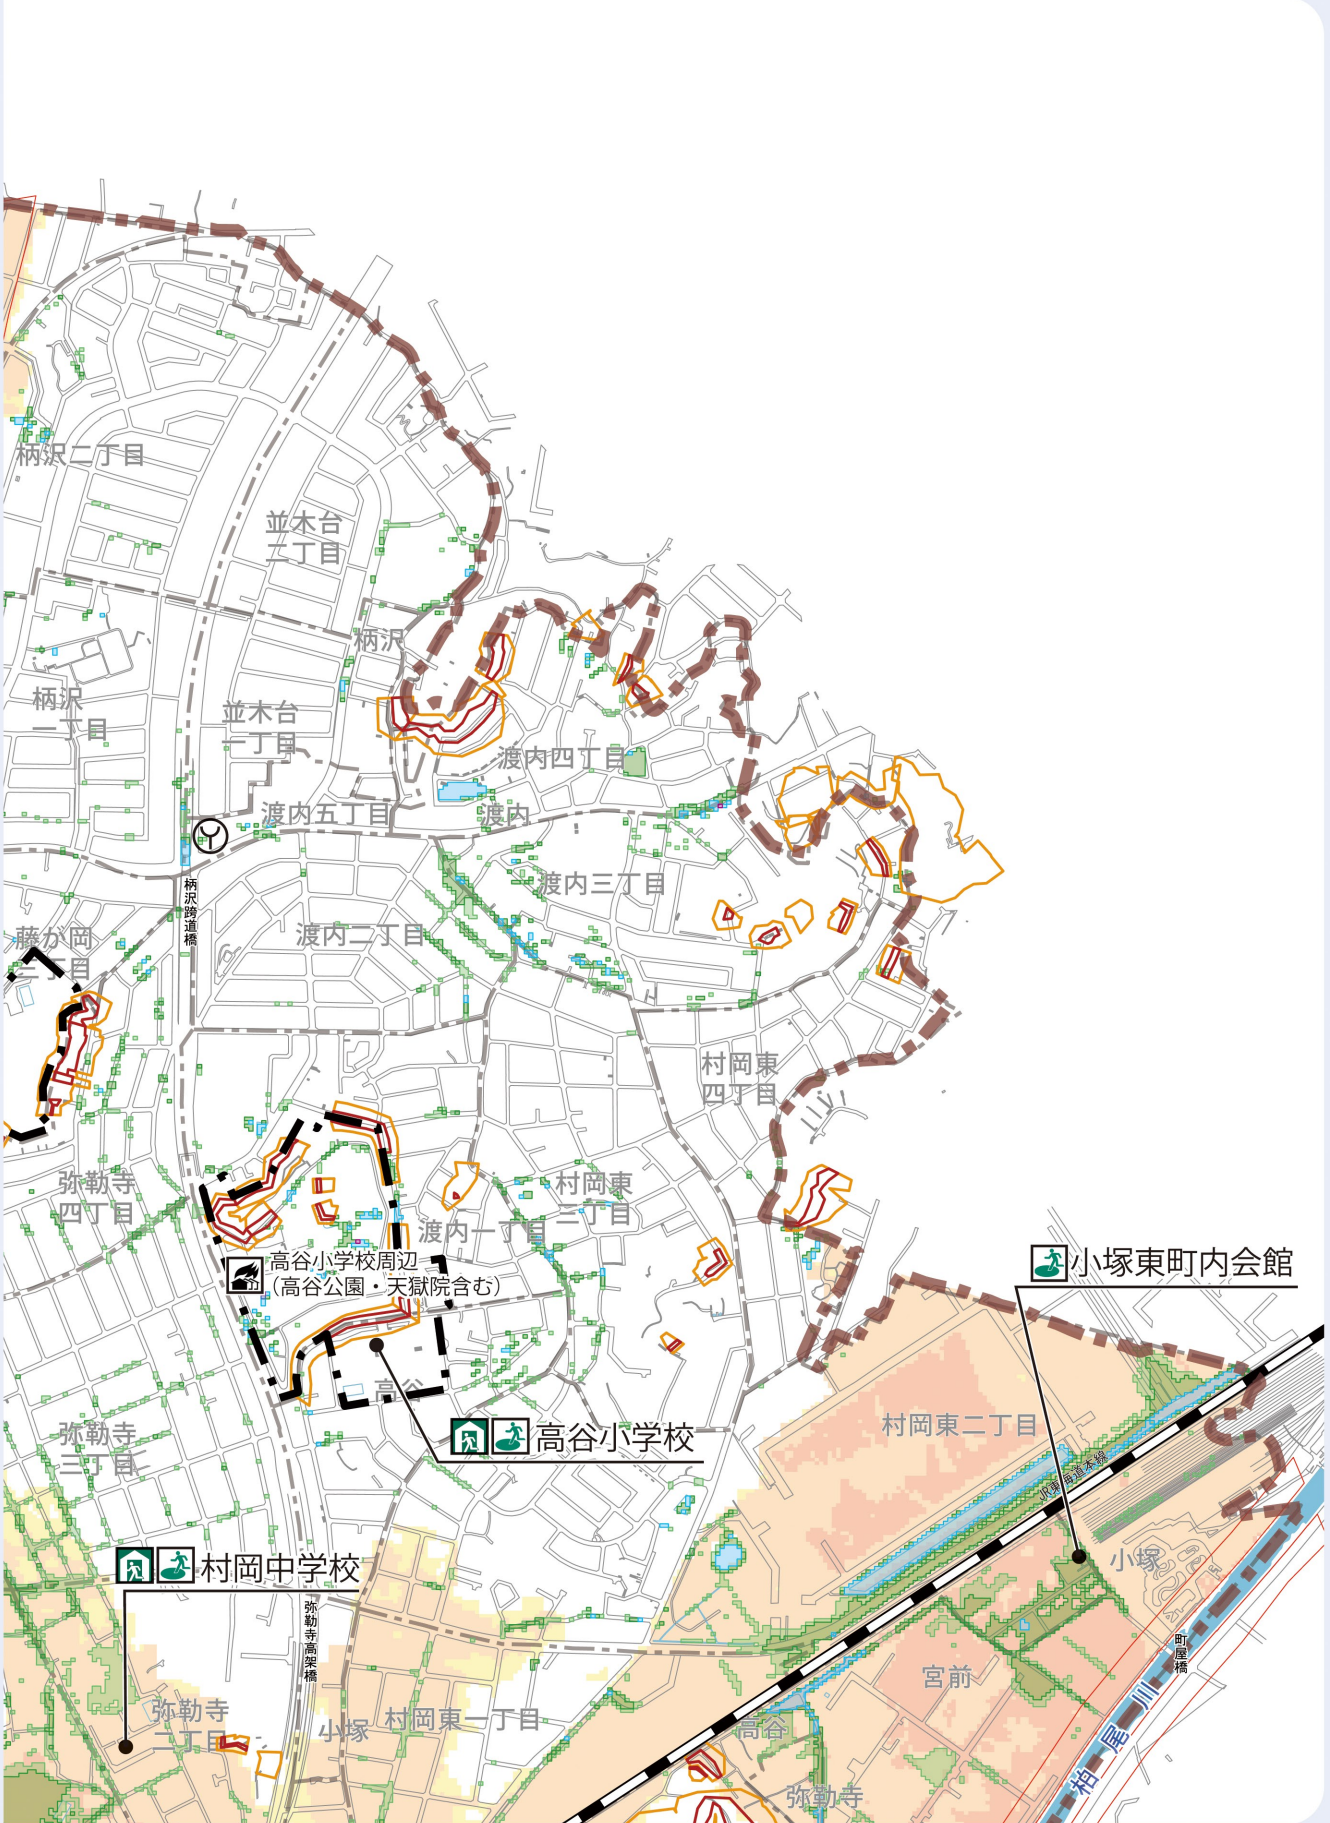 柄沢二丁目
並木台
二丁目
柄沢
柄沢
一丁目
並木台
一丁目
渡内四丁目
渡内五丁目
渡内
渡内三丁目
柄沢跨道橋
藤が岡
三丁目
渡内二丁目
村岡東
四丁目
弥勒寺
四丁目
村岡東
三丁目
渡内一丁目
高谷小学校周辺
(高谷公園・天獄院含む)
小塚東町内会館
高谷
高谷小学校
村岡東二丁目
弥勒寺
三丁目
JR東海道本線
村岡中学校
小塚
弥勒寺高架橋
町屋橋
宮前
弥勒寺
二丁目
小塚
村岡東一丁目
高谷
柏尾川
弥勒寺